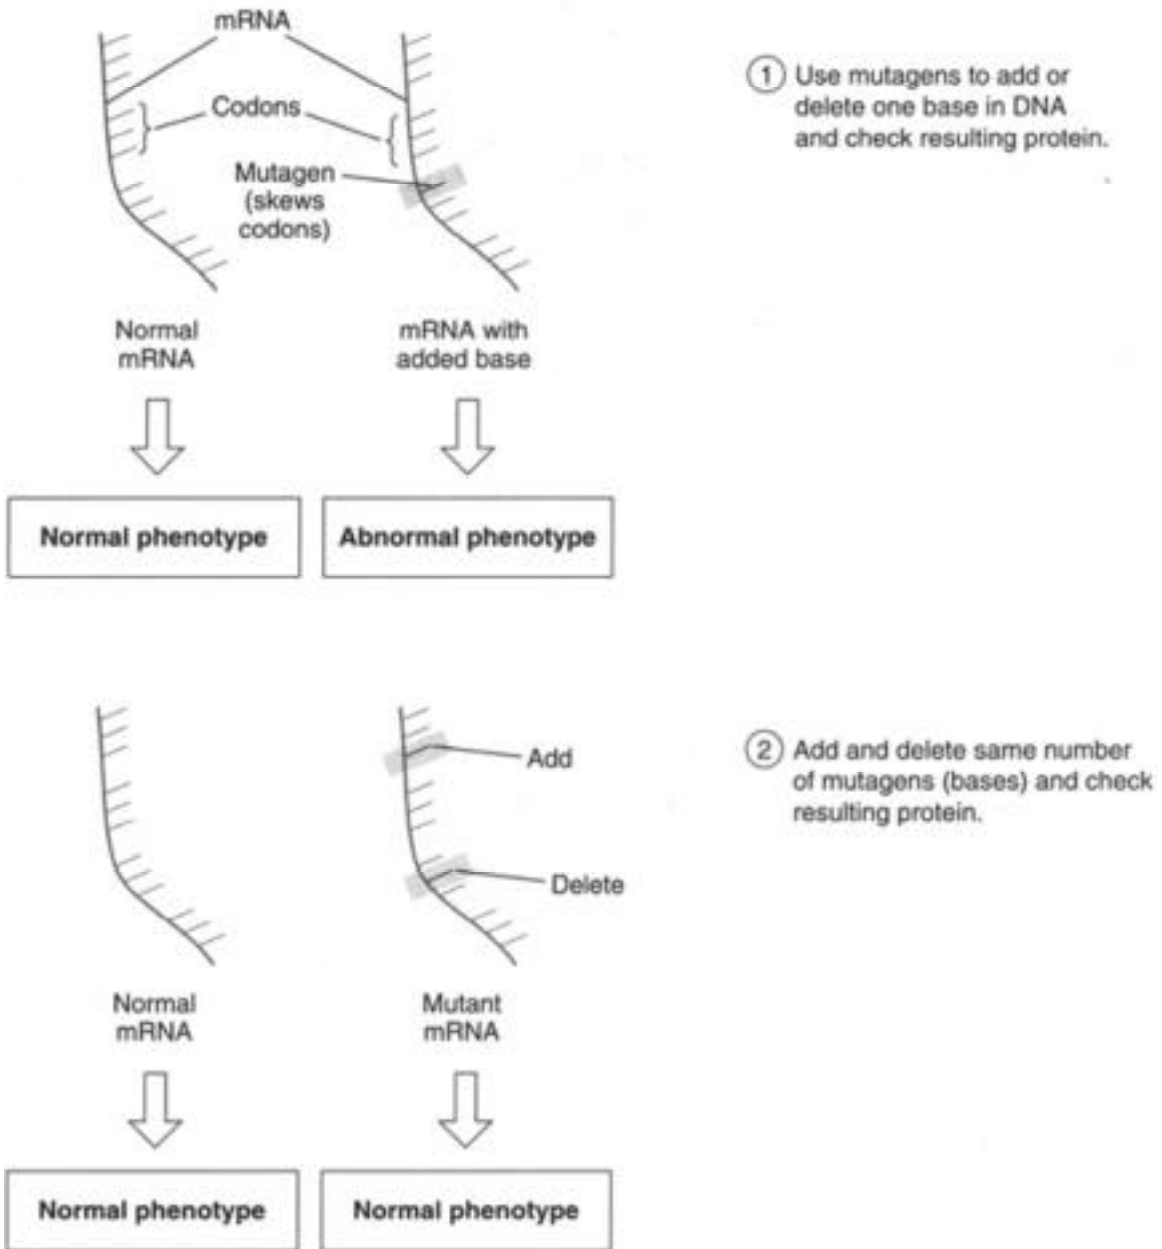 mRNA
① Use mutagens to add or
delete one base in DNA
and check resulting protein.
Codons
Mutagen
(skews
codons)
Normal
mRNA
mRNA with
added base
Normal phenotype
Abnormal phenotype
② Add and delete same number
of mutagens (bases) and check
resulting protein.
Add
Delete
Normal
mRNA
Mutant
mRNA
Normal phenotype
Normal phenotype